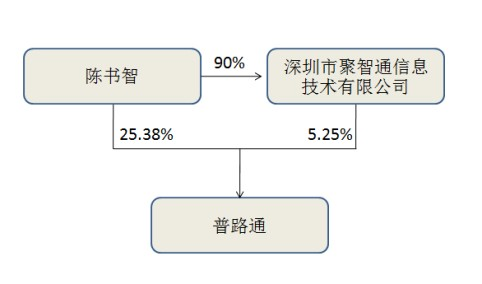 陈书智
90%
深圳市聚智通信息
技术有限公司
25.38%
5.25%
普路通